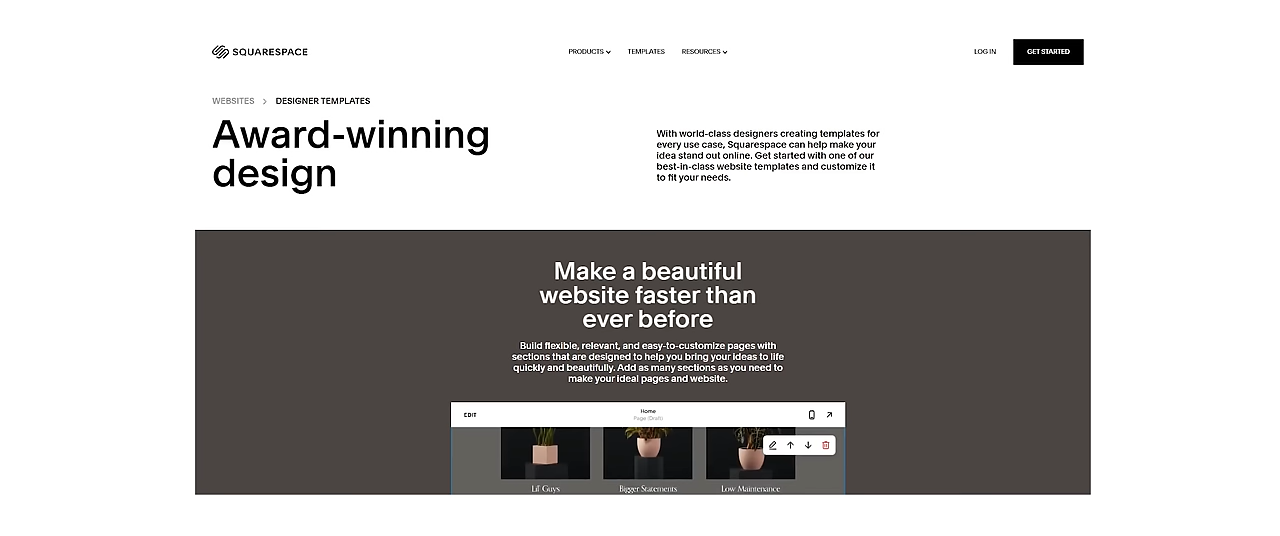 SQUARESPACE
PRODUCTS
TEMPLATES
RESOURCES
LOG IN
GET STARTED
WEBSITES > DESIGNER TEMPLATES
Award-winning
design
With world-class designers creating templates for
every use case, Squarespace can help make your
idea stand out online. Get started with one of our
best-in-class website templates and customize it
to fit your needs.
Make a beautiful
website faster than
ever before
Build flexible, relevant, and easy-to-customize pages with
sections that are designed to help you bring your ideas to life
quickly and beautifully. Add as many sections as you need to
make your ideal pages and website.
EDIT
Home
Page (Draft)
Lil' Guys
Bigger Statements
Low Maintenance